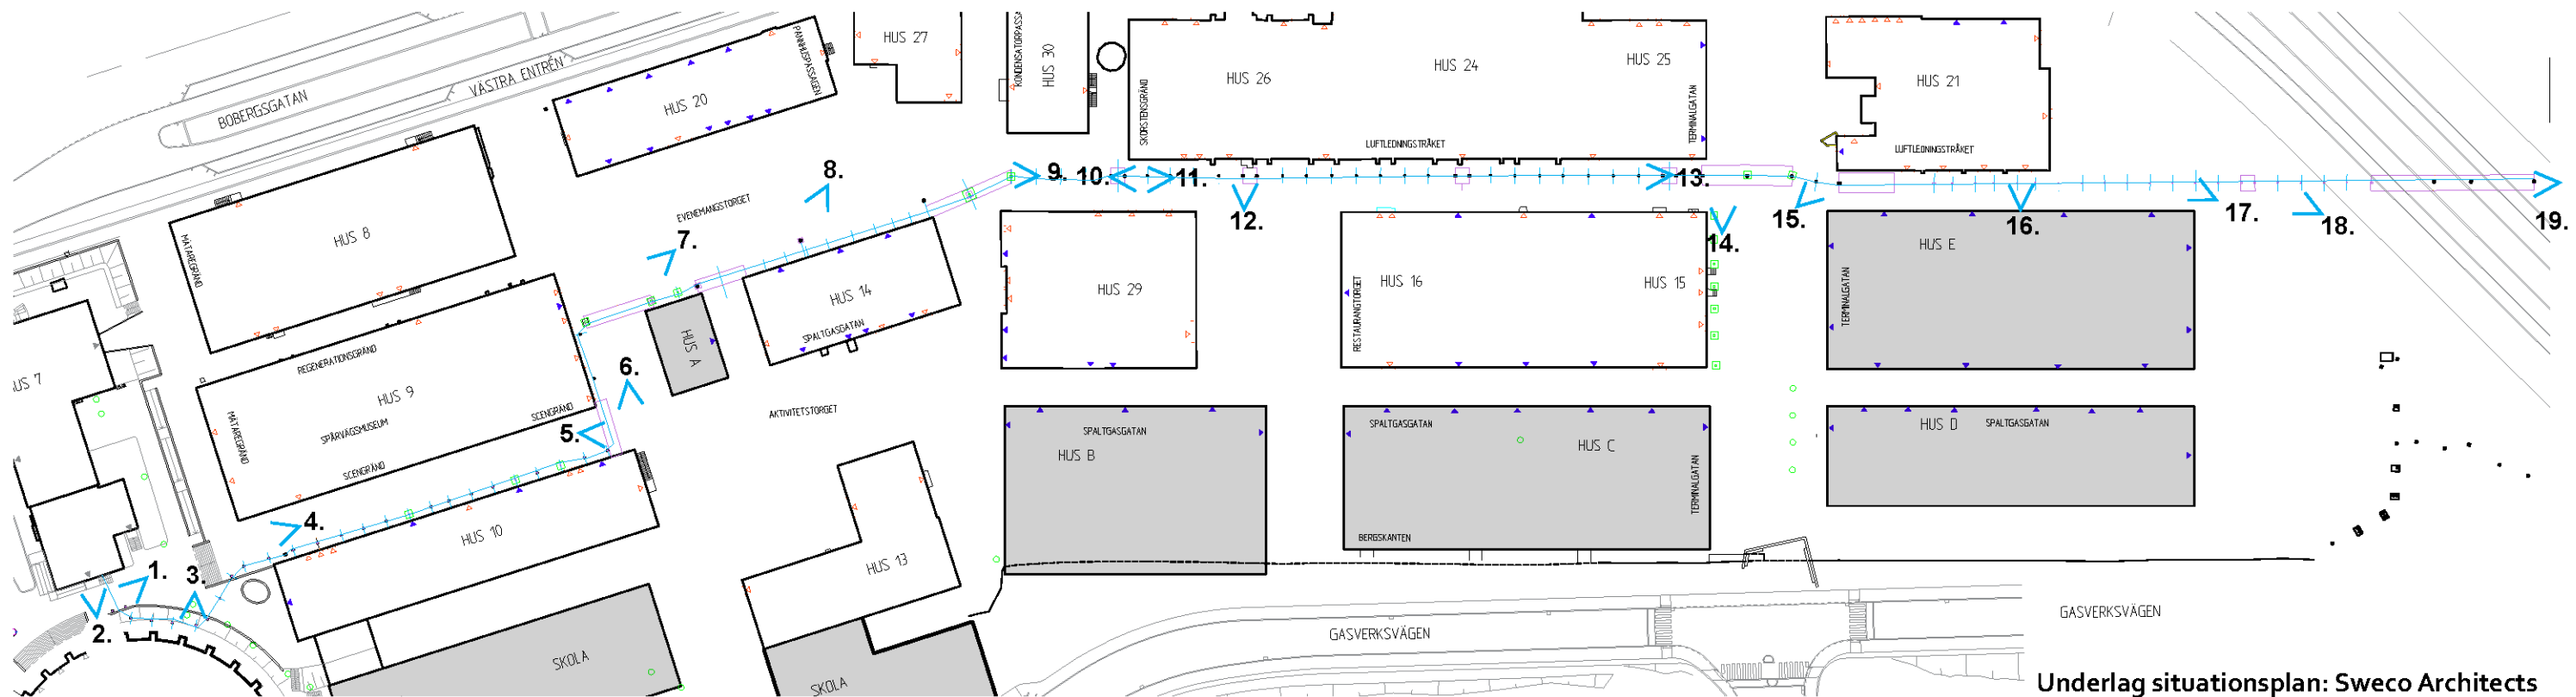 BOBERGSGATAN
VÄSTRA ENTRÉN
HUS 20
PANNHUSPASSAGEN
HUS 27
KONDENSATORPASSA
HUS 30
SKORSTENSGRÄND
HUS 26
HUS 24
HUS 25
LUFTLEDNINGSTRÅKET
TERMINALGATAN
HUS 21
LUFTLEDNINGSTRÅKET
8.
9.
10.
11.
12.
13.
14.
15.
16.
17.
18.
19.
MÄTAREGRÄND
HUS 8
EVENEMANGSTORGET
7.
HUS 14
SPALTGASGATAN
HUS A
HUS 29
RESTAURANGTORGET
HUS 16
HUS 15
TERMINALGATAN
HUS E
HUS 7
REGENERATIONSGRÄND
HUS 9
MÄTAREGRÄND
SPÅRVÄGSMUSEUM
SCENGRÄND
SCENGRÄND
6.
5.
AKTIVITETSTORGET
SPALTGASGATAN
HUS B
SPALTGASGATAN
HUS C
TERMINALGATAN
BERGSKANTEN
HUS D
SPALTGASGATAN
4.
HUS 10
HUS 13
1.
2.
3.
SKOLA
SKOLA
GASVERKSVÄGEN
GASVERKSVÄGEN
Underlag situationsplan: Sweco Architects